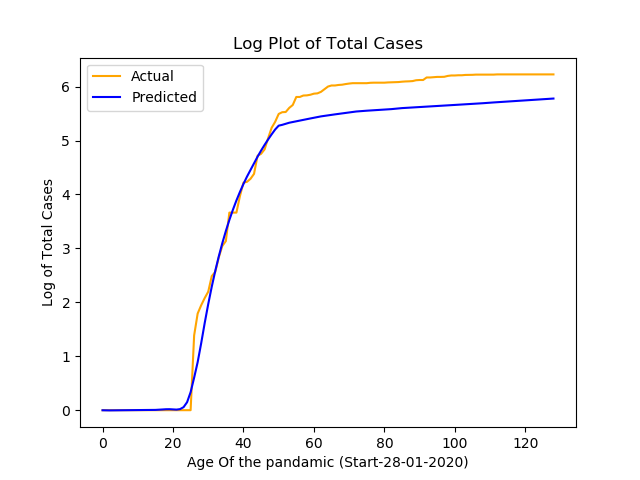 Log Plot of Total Cases
Actual
Predicted
6
5
4
3
2
1
0
Log of Total Cases
0 20 40 60 80 100 120
Age Of the pandamic (Start-28-01-2020)